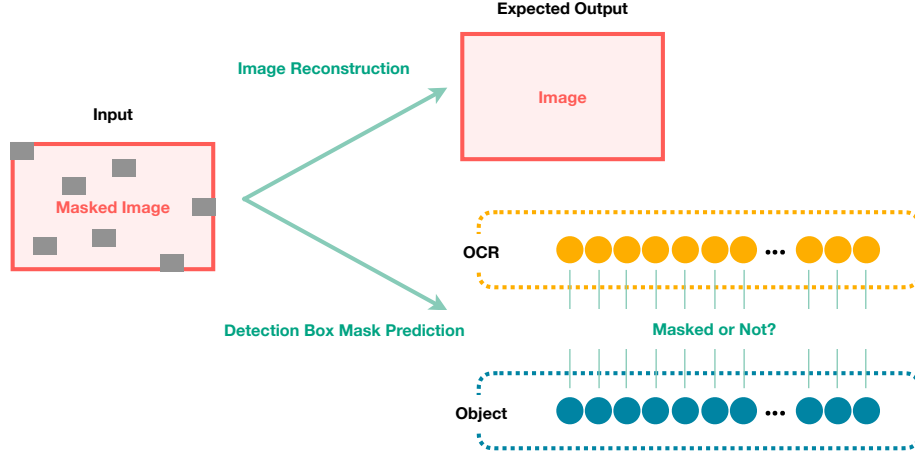 Expected Output
Image Reconstruction
Image
Input
Masked Image
OCR
...
Detection Box Mask Prediction
Masked or Not?
Object
...